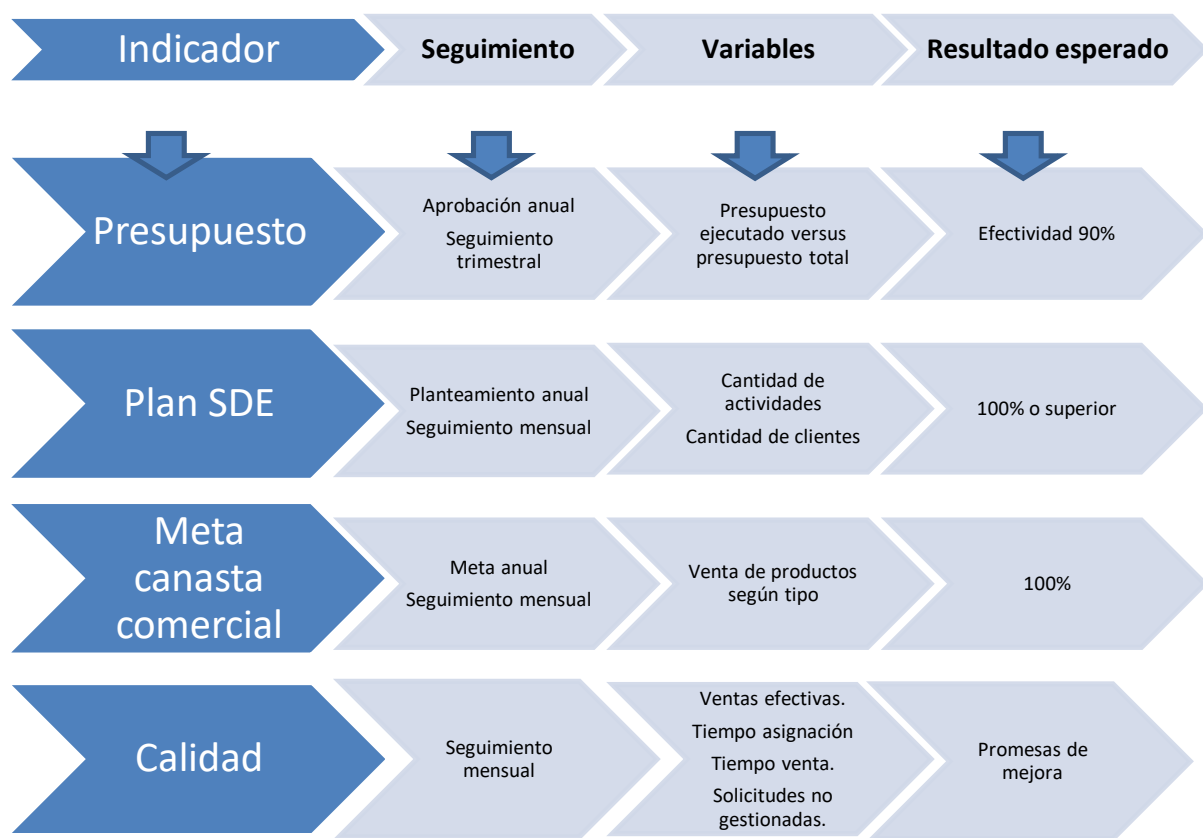 Indicador
Seguimiento
Variables
Resultado esperado
Presupuesto
Aprobación anual
Seguimiento
trimestral
Presupuesto
ejecutado versus
presupuesto total
Efectividad 90%
Plan SDE
Planteamiento anual
Seguimiento mensual
Cantidad de
actividades
Cantidad de clientes
100% o superior
Meta
canasta
comercial
Meta anual
Seguimiento mensual
Venta de productos
según tipo
100%
Calidad
Seguimiento
mensual
Ventas efectivas.
Tiempo asignación
Tiempo venta.
Solicitudes no
gestionadas.
Promesas de
mejora